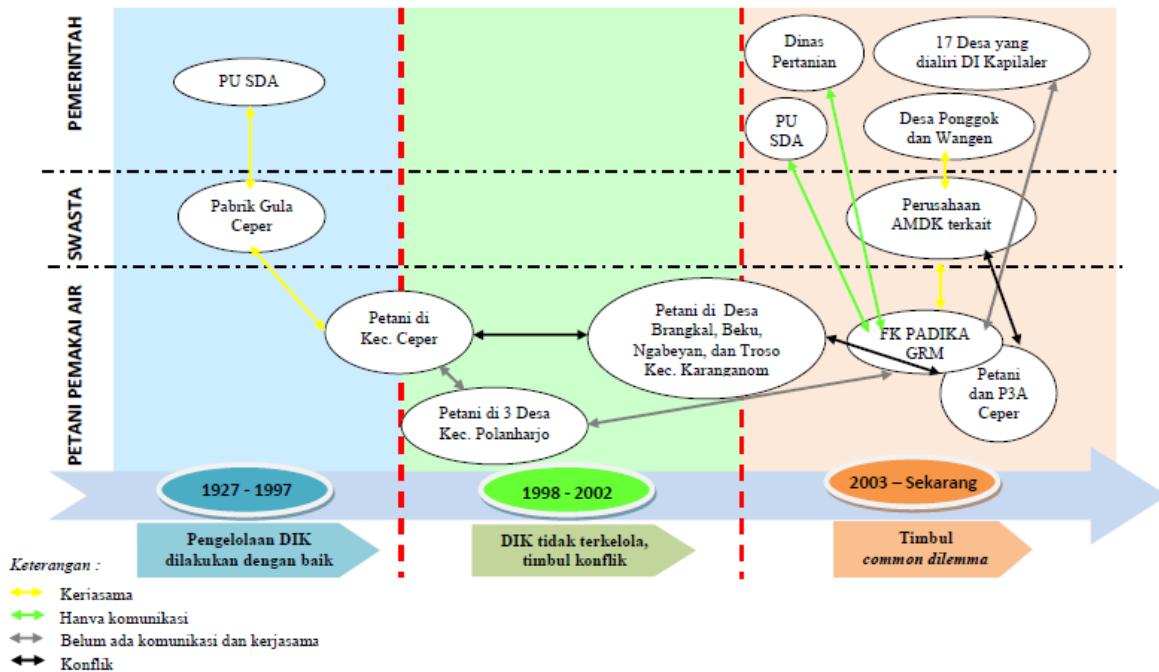 PEMERINTAH
SWASTA
PETANI PEMAKAI AIR
PU SDA
Pabrik Gula
Ceper
Petani di
Kec. Ceper
Petani di 3 Desa
Kec. Polanharjo
Petani di Desa
Brangkal, Beku,
Ngabeyan, dan Troso
Kec. Karanganom
Dinas
Pertanian
17 Desa yang
dialiri DI Kapilaler
PU
SDA
Desa Ponggok
dan Wangen
Perusahaan
AMDK terkait
FK PADIKA
GRM
Petani
dan P3A
Ceper
1927 - 1997
1998 - 2002
2003 – Sekarang
Pengelolaan DIK
dilakukan dengan baik
DIK tidak terkelola,
timbul konflik
Timbul
common dilemma
Keterangan :
Kerjasama
Hanya komunikasi
Belum ada komunikasi dan kerjasama
Konflik